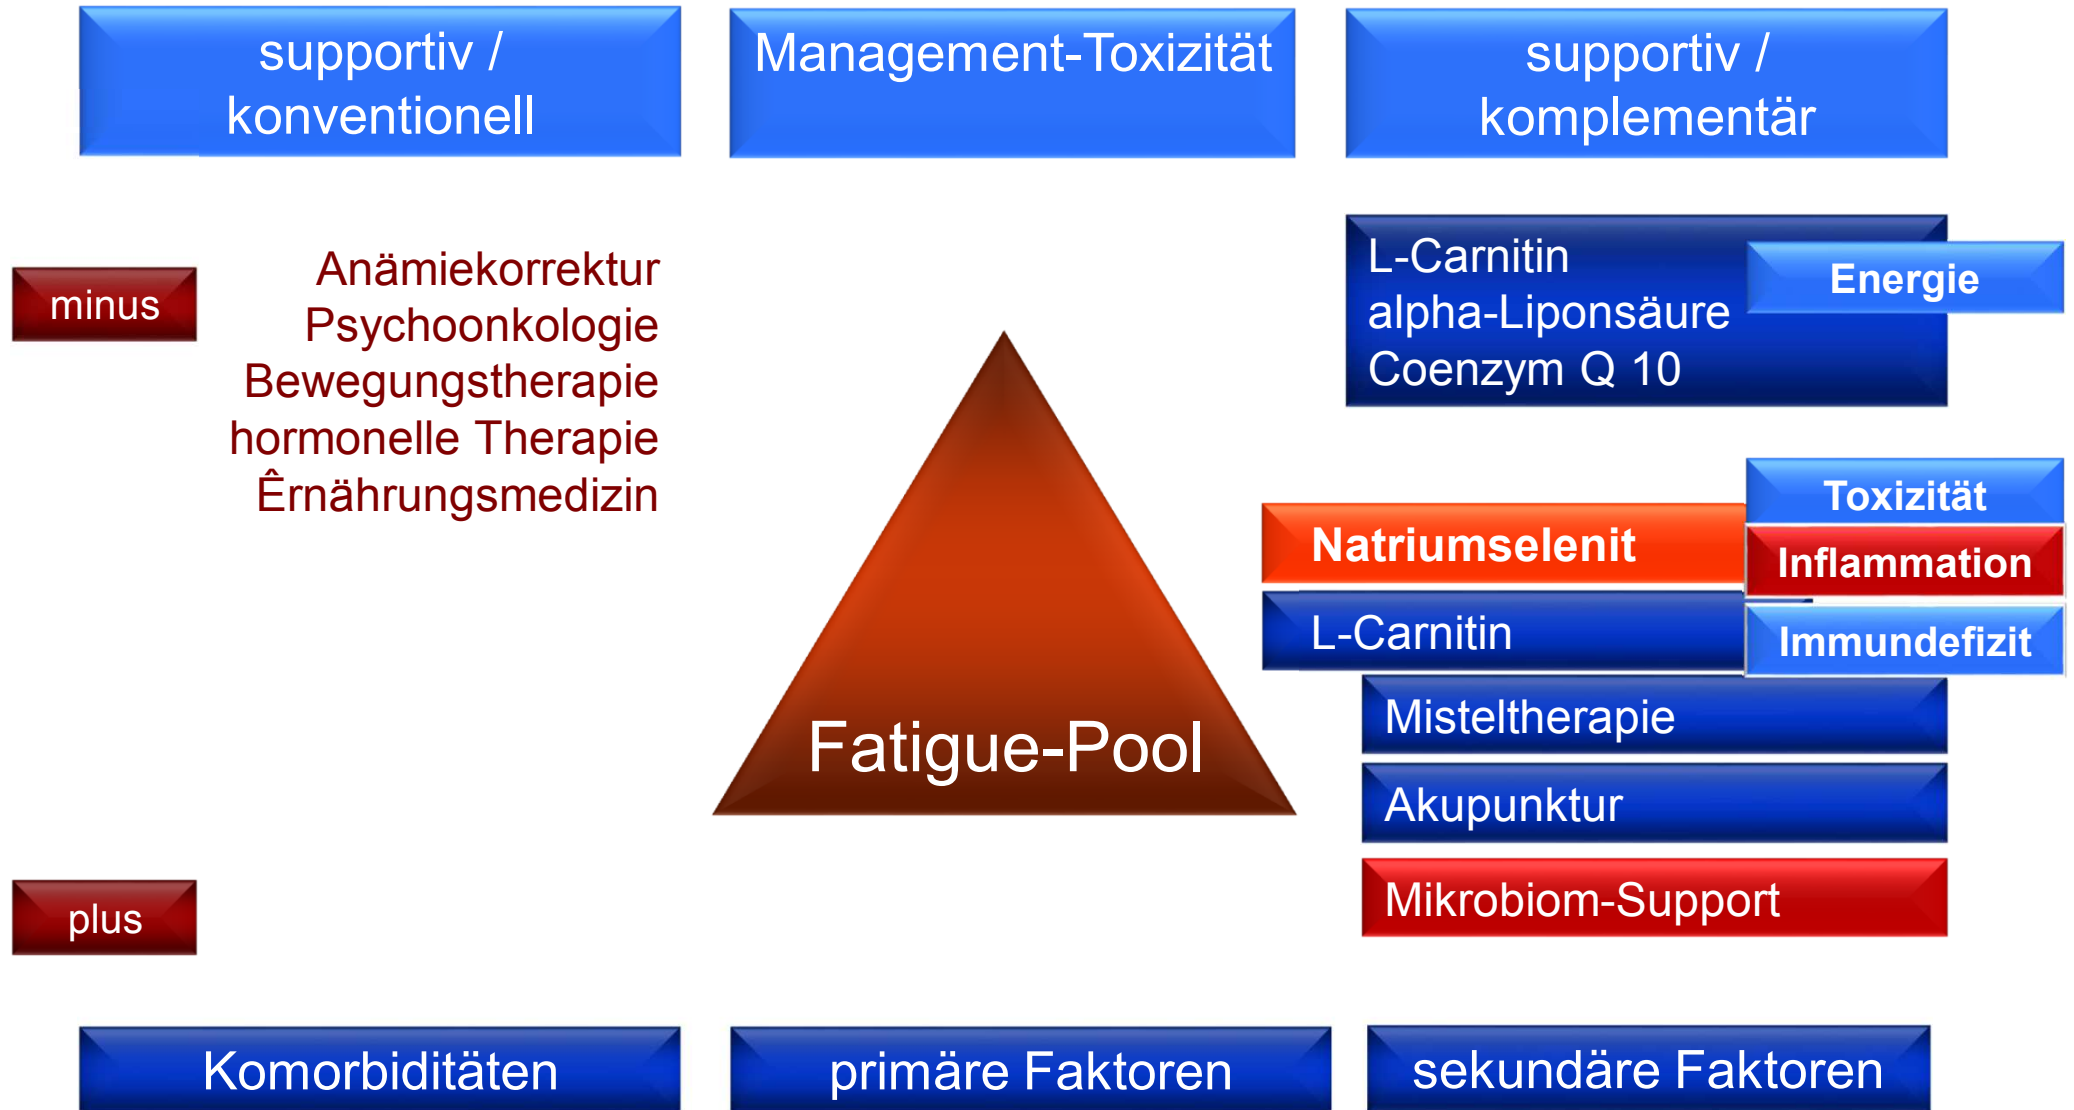 supportiv /
konventionell
Management-Toxizität
supportiv /
komplementär
minus
Anämiekorrektur
Psychoonkologie
Bewegungstherapie
hormonelle Therapie
Êrnährungsmedizin
L-Carnitin
alpha-Liponsäure
Coenzym Q 10
Energie
Toxizität
Natriumselenit
Inflammation
L-Carnitin
Immundefizit
Misteltherapie
Fatigue-Pool
Akupunktur
Mikrobiom-Support
plus
Komorbiditäten
primäre Faktoren
sekundäre Faktoren